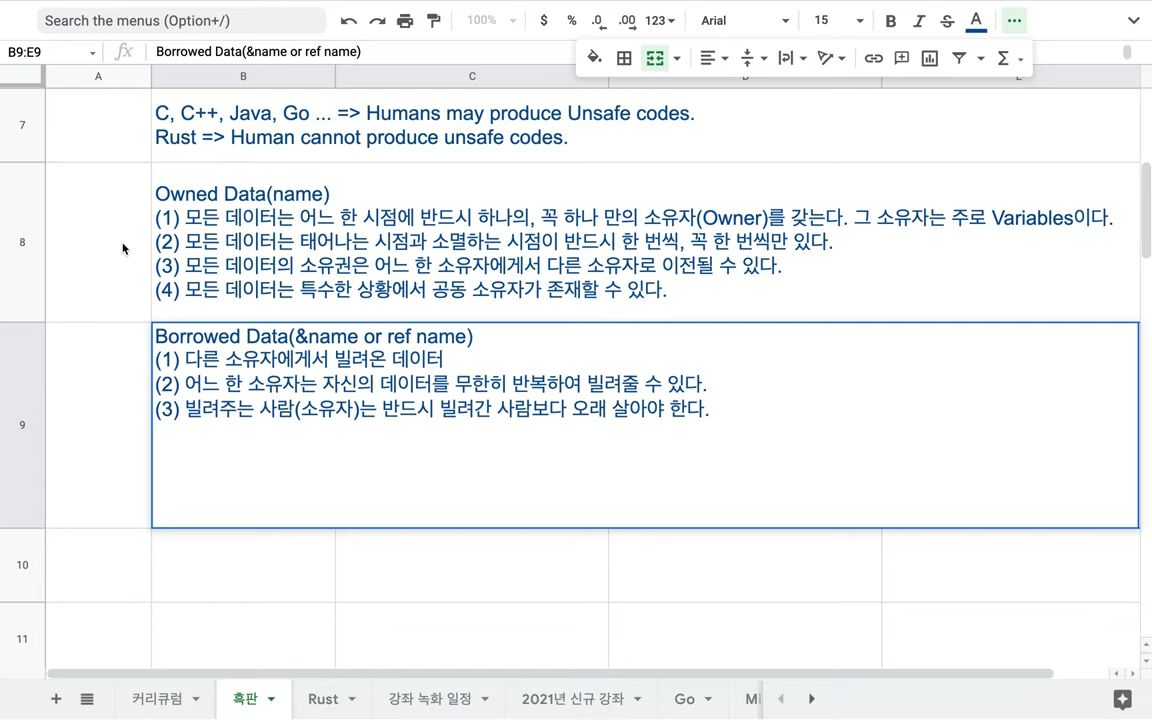 Search the menus (Option+/)
100%
$
%
.0
.00
123
Arial
15
B
I
S
A
B9:E9
fx
Borrowed Data(&name or ref name)
A
B
C
7
C, C++, Java, Go ... => Humans may produce Unsafe codes.
Rust => Human cannot produce unsafe codes.
8
Owned Data(name)
(1) 모든 데이터는 어느 한 시점에 반드시 하나의, 꼭 하나 만의 소유자(Owner)를 갖는다. 그 소유자는 주로 Variables이다.
(2) 모든 데이터는 태어나는 시점과 소멸하는 시점이 반드시 한 번씩, 꼭 한 번씩만 있다.
(3) 모든 데이터의 소유권은 어느 한 소유자에게서 다른 소유자로 이전될 수 있다.
(4) 모든 데이터는 특수한 상황에서 공동 소유자가 존재할 수 있다.
9
Borrowed Data(&name or ref name)
(1) 다른 소유자에게서 빌려온 데이터
(2) 어느 한 소유자는 자신의 데이터를 무한히 반복하여 빌려줄 수 있다.
(3) 빌려주는 사람(소유자)는 반드시 빌려간 사람보다 오래 살아야 한다.
10
11
커리큐럼
흑판
Rust
강좌 녹화 일정
2021년 신규 강좌
Go